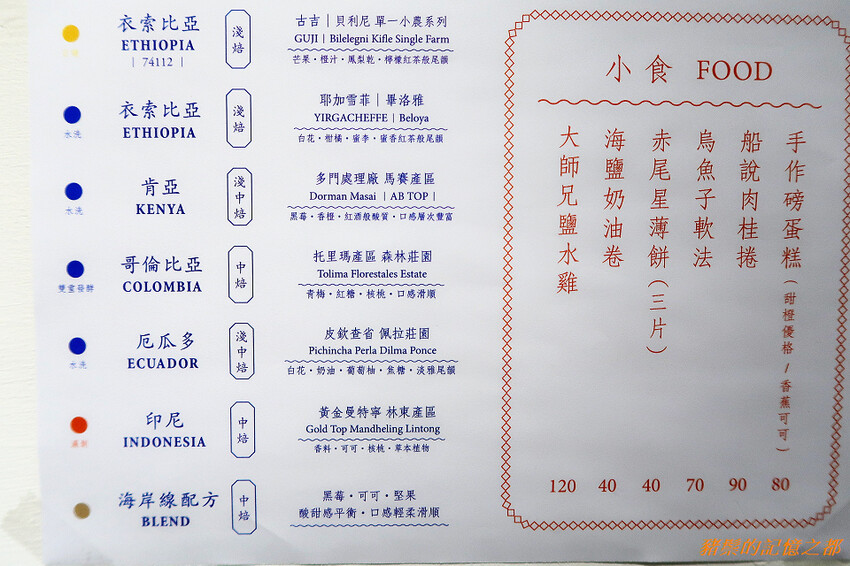 衣索比亞
ETHIOPIA
| 74112 |
淺焙
古吉｜貝利尼 單一小農系列
GUJI | Bilelegni Kifle Single Farm
芒果・橙汁・鳳梨乾・檸檬紅茶般尾韻
水洗
衣索比亞
ETHIOPIA
淺焙
耶加雪菲｜畢洛雅
YIRGACHEFFE | Beloya
白花・柑橘・蜜李・蜜香紅茶般尾韻
水洗
肯亞
KENYA
淺中焙
多門處理廠 馬賽產區
Dorman Masai | AB TOP |
黑莓・香橙・紅酒般酸質・口感層次豐富
雙重發酵
哥倫比亞
COLOMBIA
中焙
托里瑪產區 森林莊園
Tolima Florestales Estate
青梅・紅糖・核桃・口感滑順
水洗
厄瓜多
ECUADOR
淺中焙
皮欽查省 佩拉莊園
Pichincha Perla Dilma Ponce
白花・奶油・葡萄柚・焦糖・淡雅尾韻
印尼
INDONESIA
中焙
黃金曼特寧 林東產區
Gold Top Mandheling Lintong
香料・可可・核桃・草本植物
海岸線配方
BLEND
中焙
黑莓・可可・堅果
酸甜感平衡・口感輕柔滑順
小食 FOOD
手作磅蛋糕(甜橙優格/香蕉可可) 80
船說肉桂捲 90
烏魚子軟法 70
赤尾星薄餅(三片) 40
海鹽奶油卷 40
大師兄鹽水雞 120
的記憶之都